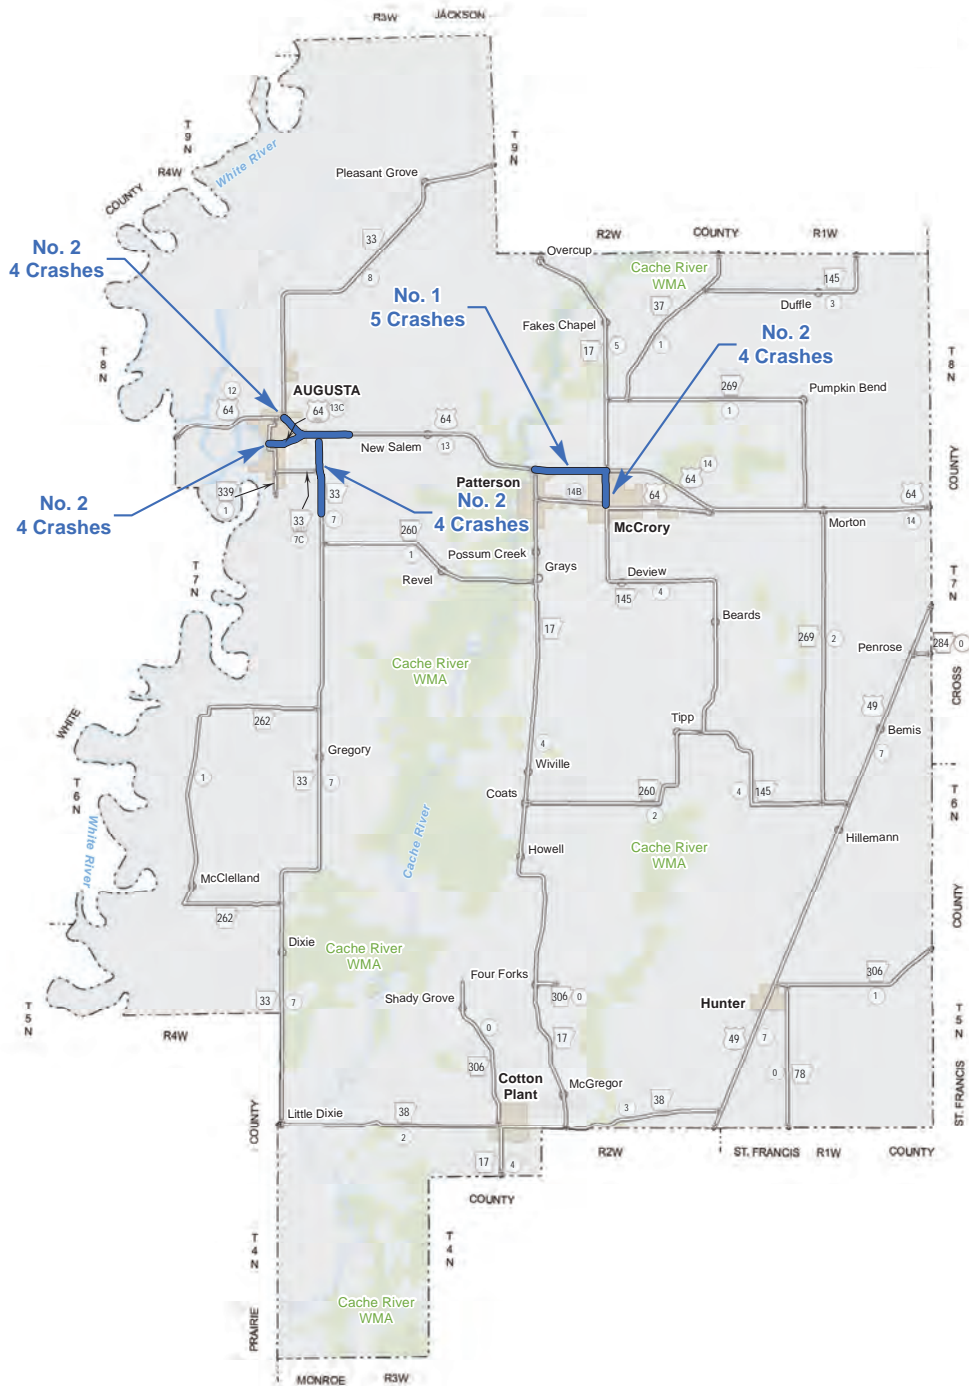 R3W
JACKSON
T9N
T9N
White River
R4W
COUNTY
Pleasant Grove
33
8
No. 2
4 Crashes
R2W
COUNTY
R1W
Overcup
Cache River
WMA
145
3
Duffie
37
1
No. 1
5 Crashes
Fakes Chapel
17
5
No. 2
4 Crashes
T8N
T8N
COUNTY
AUGUSTA
12
64
64
13C
64
13
New Salem
269
1
Pumpkin Bend
Patterson
14B
64
14
64
64
14
McCrory
Morton
No. 2
4 Crashes
No. 2
4 Crashes
339
1
33
7C
33
7
260
1
Possum Creek
Revel
Grays
Deview
145
4
Beards
T7N
T7N
17
269
2
Penrose
284
0
CROSS
Cache River
WMA
49
Bemis
7
WHITE
262
1
Gregory
33
7
Tipp
4
Wiville
Coats
260
2
4
145
T6N
T6N
White River
Cache River
Howell
Cache River
WMA
Hillemann
McClelland
262
COUNTY
Dixie
Cache River
WMA
Four Forks
306
0
Shady Grove
0
306
1
Hunter
33
7
T5N
T5N
R4W
306
17
49
7
0
78
Cotton
Plant
McGregor
3
38
ST. FRANCIS
COUNTY
Little Dixie
38
2
R2W
ST. FRANCIS
R1W
COUNTY
17
4
COUNTY
T4N
T4N
PRAIRIE
Cache River
WMA
MONROE
R3W